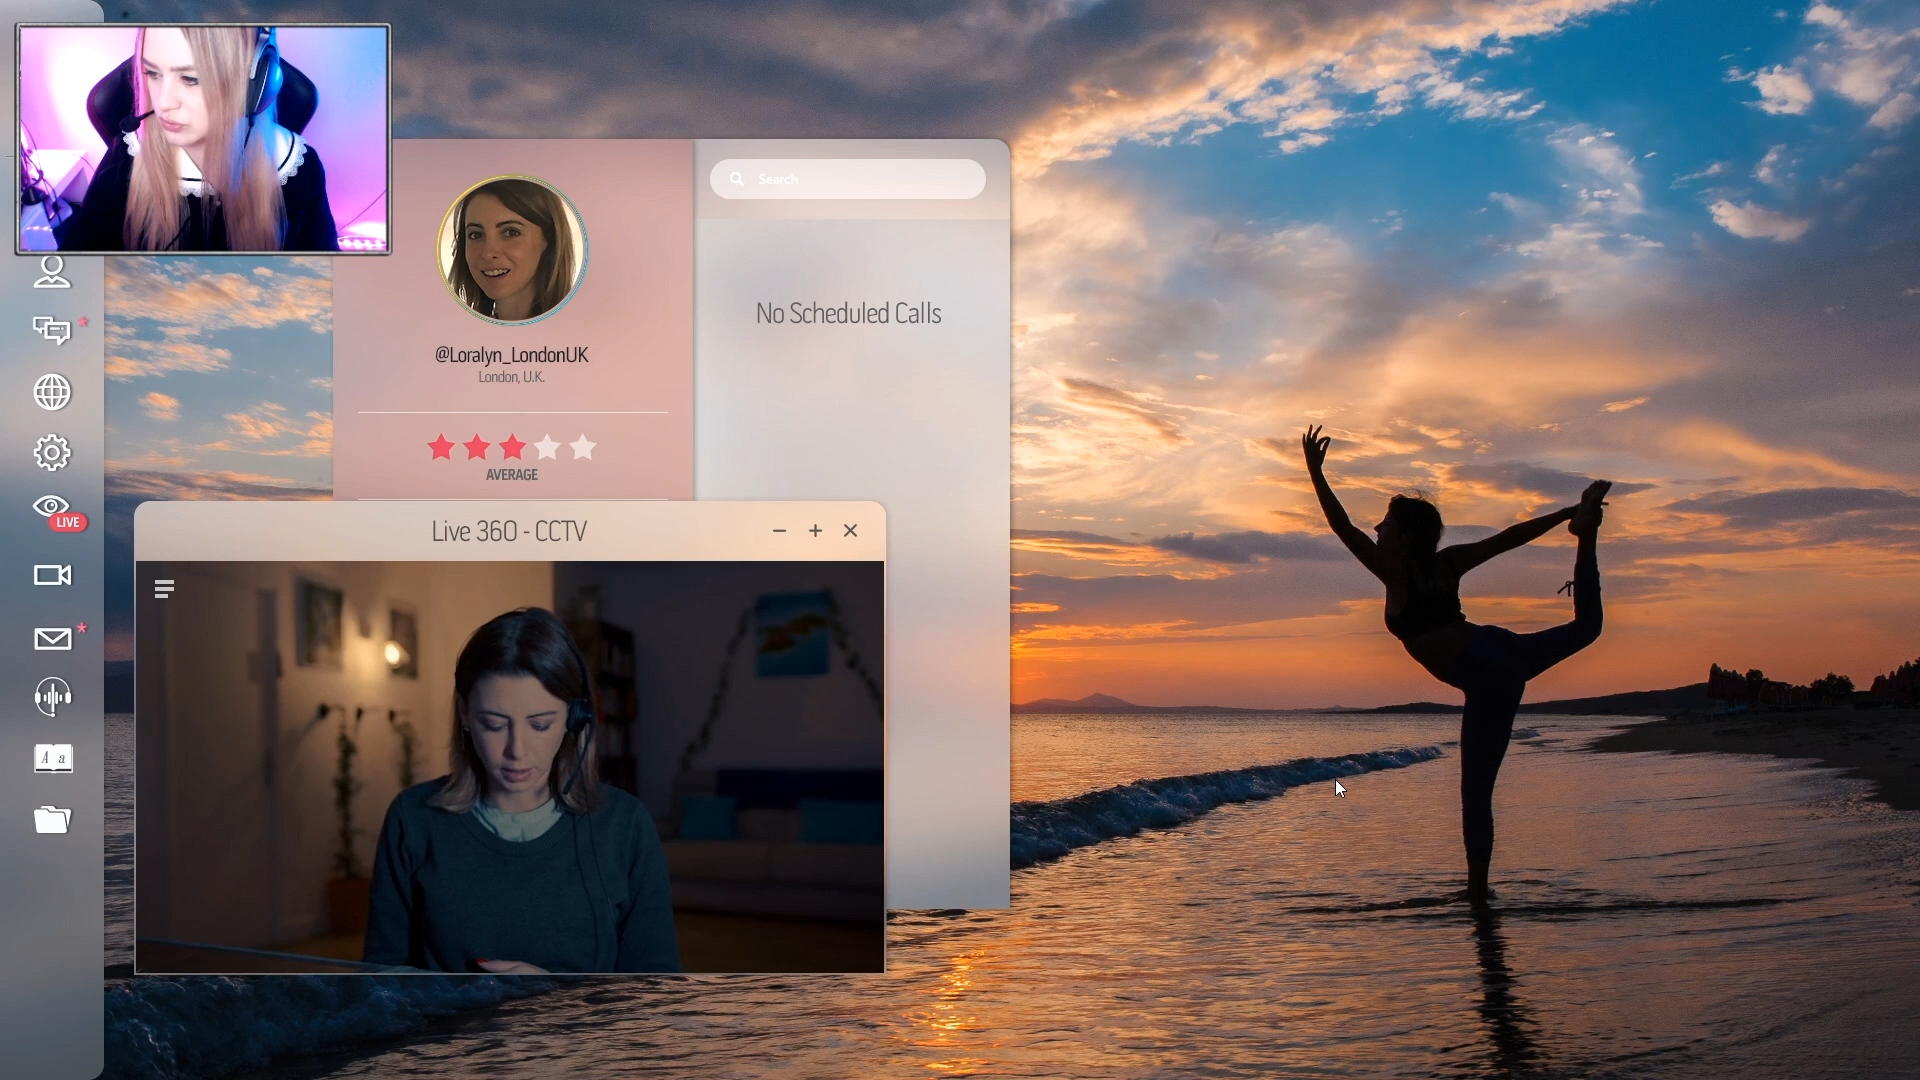 Search
No Scheduled Calls
@Loralyn_LondonUK
London, U.K.
AVERAGE
LIVE
Live 360 - CCTV
A a